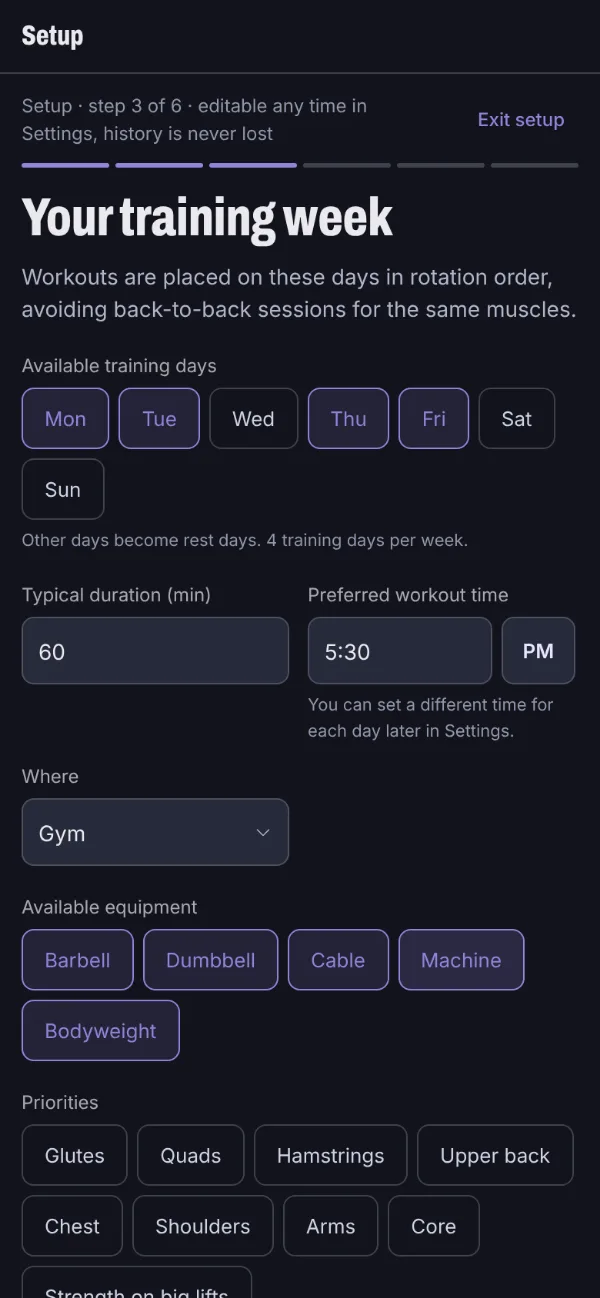 Setup
Setup · step 3 of 6 · editable any time in
Settings, history is never lost
Exit setup
Your training week
Workouts are placed on these days in rotation order,
avoiding back-to-back sessions for the same muscles.
Available training days
Mon Tue Wed Thu Fri Sat
Sun
Other days become rest days. 4 training days per week.
Typical duration (min) Preferred workout time
60 5:30 PM
You can set a different time for
each day later in Settings.
Where
Gym
Available equipment
Barbell Dumbbell Cable Machine
Bodyweight
Priorities
Glutes Quads Hamstrings Upper back
Chest Shoulders Arms Core
Strength on big lifts